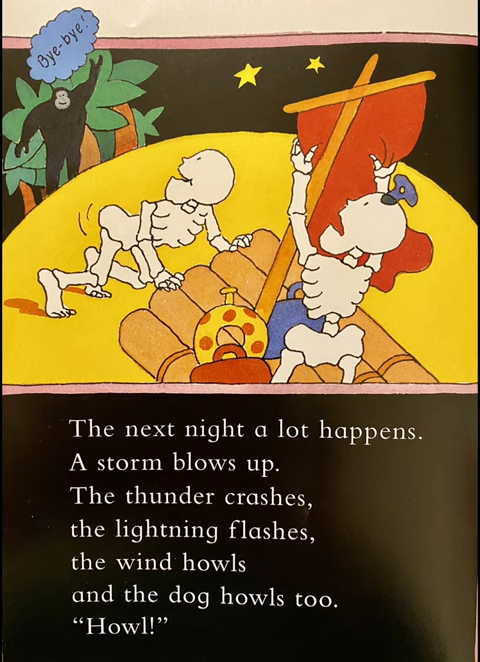 Bye-bye!
The next night a lot happens.
A storm blows up.
The thunder crashes,
the lightning flashes,
the wind howls
and the dog howls too.
“Howl!”